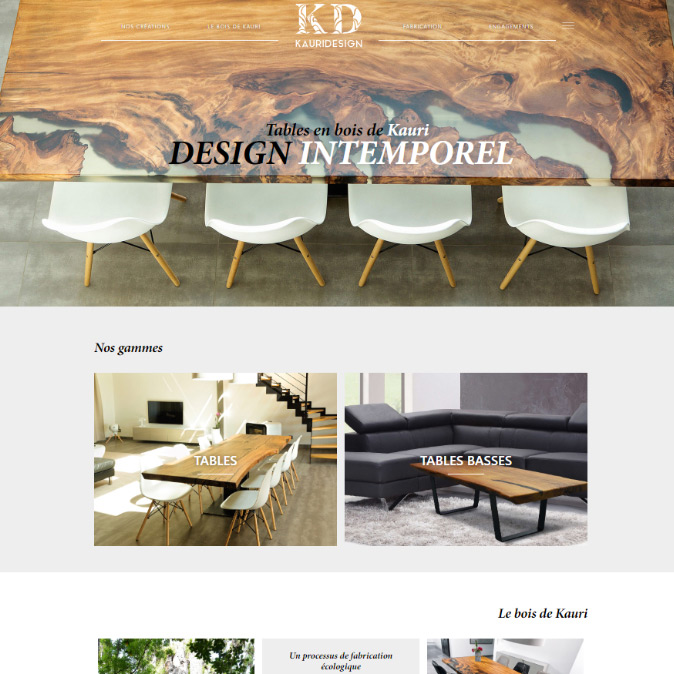 NOS CRÉATIONS
LE BOIS DE KAURI
KD
KAURIDESIGN
FABRICATION
ENGAGEMENTS
Tables en bois de Kauri
DESIGN INTEMPOREL
Nos gammes
TABLES
TABLES BASSES
Le bois de Kauri
Un processus de fabrication
écologique